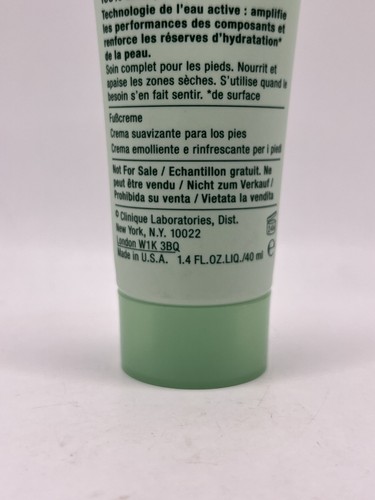 Technologie de l'eau active : amplifie
les performances des composants et
renforce les réserves d'hydratation*
de la peau.
Soin complet pour les pieds. Nourrit et
apaise les zones sèches. S'utilise quand le
besoin s'en fait sentir. *de surface
Fußcreme
Crema suavizante para los pies
Crema emolliente e rinfrescante per i piedi
Not For Sale / Echantillon gratuit. Ne
peut être vendu / Nicht zum Verkauf /
Prohibida su venta / Vietata la vendita
© Clinique Laboratories, Dist.
New York, N.Y. 10022
London W1K 3BQ
Made in U.S.A. 1.4 FL.OZ.LIQ./40 ml ℮